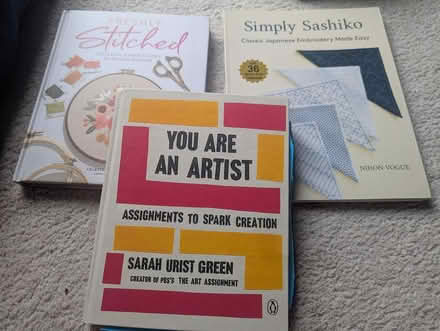 FRESHLY
Stitched
Simply Sashiko
Classic Japanese Embroidery Made Easy
36
NIHON VOGUE
YOU ARE
AN ARTIST
ASSIGNMENTS TO SPARK CREATION
SARAH URIST GREEN
CREATOR OF PBS'S THE ART ASSIGNMENT